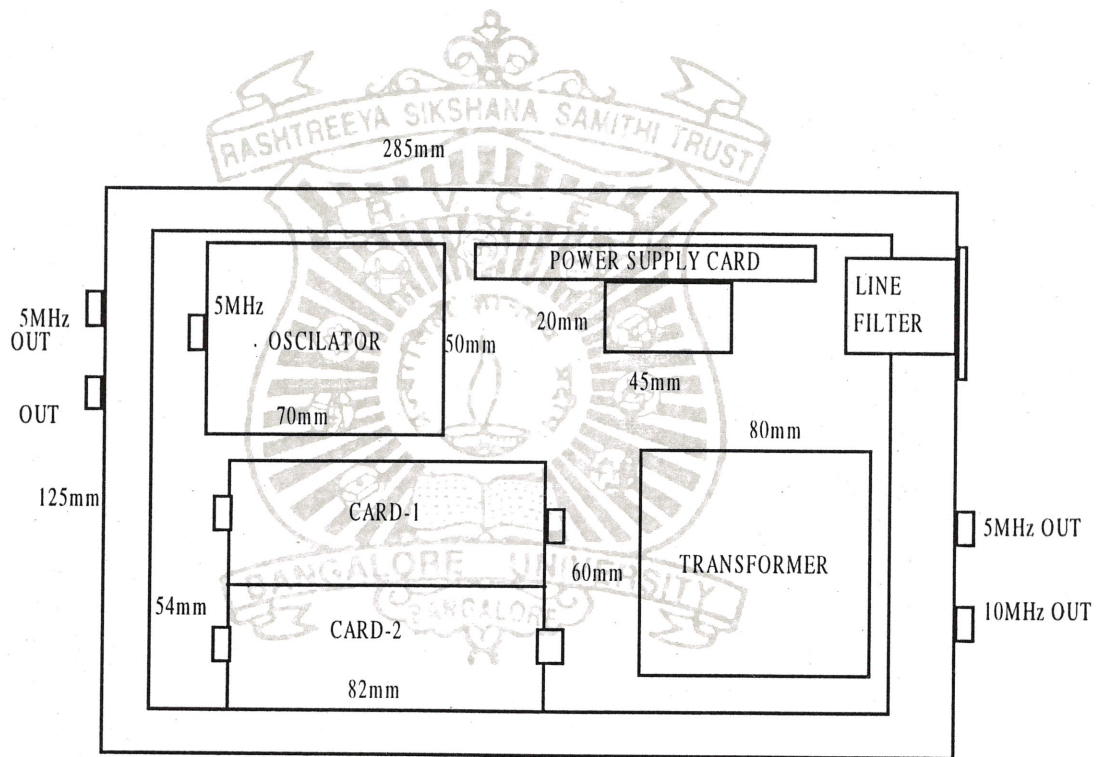 RASHTREEYA SIKSHANA SAMITHI TRUST
285mm
R. V. C. E.
POWER SUPPLY CARD
LINE
FILTER
5MHz
OSCILATOR
50mm
20mm
5MHz
OUT
45mm
OUT
70mm
80mm
125mm
CARD-1
5MHz OUT
TRANSFORMER
60mm
BANGALORE UNIVERSITY
54mm
BANGALORE
CARD-2
10MHz OUT
82mm